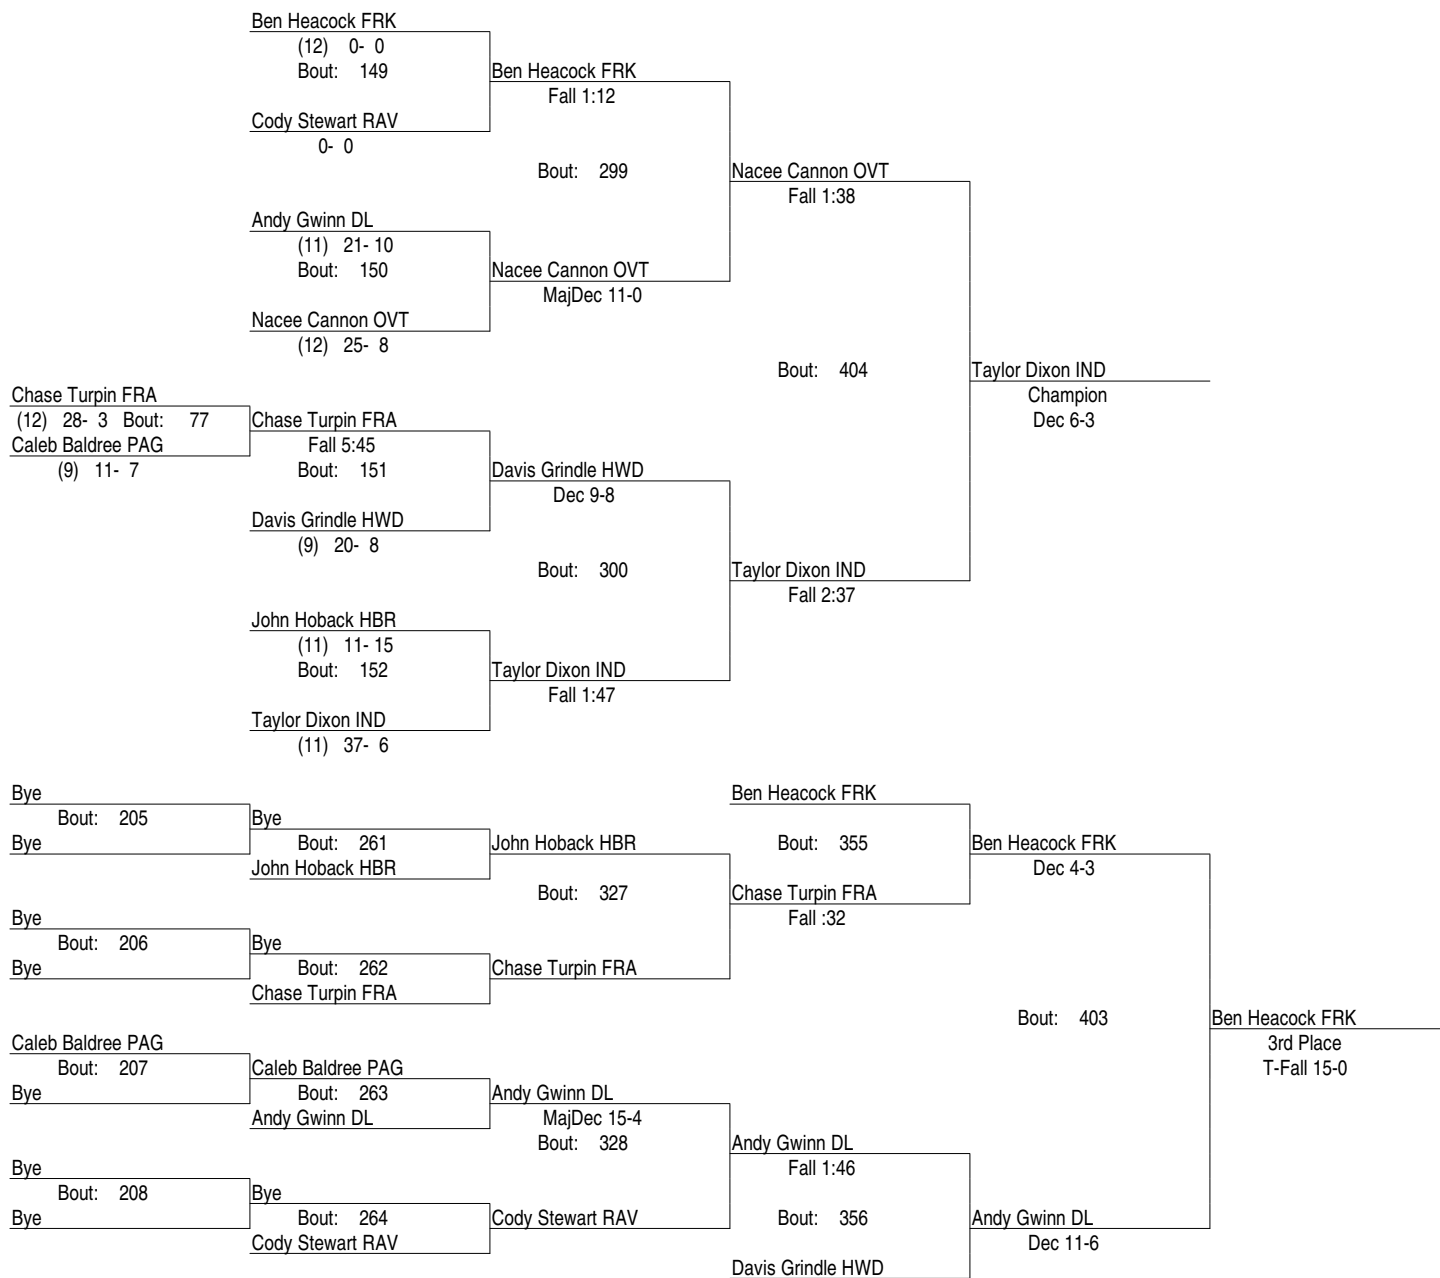 Ben Heacock FRK
(12) 0- 0
Bout: 149
Ben Heacock FRK
Fall 1:12
Cody Stewart RAV
0- 0
Bout: 299
Nacee Cannon OVT
Fall 1:38
Andy Gwinn DL
(11) 21- 10
Bout: 150
Nacee Cannon OVT
MajDec 11-0
Nacee Cannon OVT
(12) 25- 8
Bout: 404
Taylor Dixon IND
Champion
Dec 6-3
Chase Turpin FRA
(12) 28- 3 Bout: 77
Caleb Baldree PAG
(9) 11- 7
Chase Turpin FRA
Fall 5:45
Bout: 151
Davis Grindle HWD
Dec 9-8
Davis Grindle HWD
(9) 20- 8
Bout: 300
Taylor Dixon IND
Fall 2:37
John Hoback HBR
(11) 11- 15
Bout: 152
Taylor Dixon IND
Fall 1:47
Taylor Dixon IND
(11) 37- 6
Bye
Bout: 205
Bye
Bye
Bout: 261
John Hoback HBR
John Hoback HBR
Bout: 327
Ben Heacock FRK
Bout: 355
Chase Turpin FRA
Fall :32
Ben Heacock FRK
Dec 4-3
Bye
Bout: 206
Bye
Bye
Bout: 262
Chase Turpin FRA
Chase Turpin FRA
Bout: 403
Ben Heacock FRK
3rd Place
T-Fall 15-0
Caleb Baldree PAG
Bout: 207
Bye
Caleb Baldree PAG
Bout: 263
Andy Gwinn DL
Andy Gwinn DL
MajDec 15-4
Bout: 328
Andy Gwinn DL
Fall 1:46
Bye
Bout: 208
Bye
Bye
Bout: 264
Cody Stewart RAV
Cody Stewart RAV
Bout: 356
Andy Gwinn DL
Dec 11-6
Davis Grindle HWD